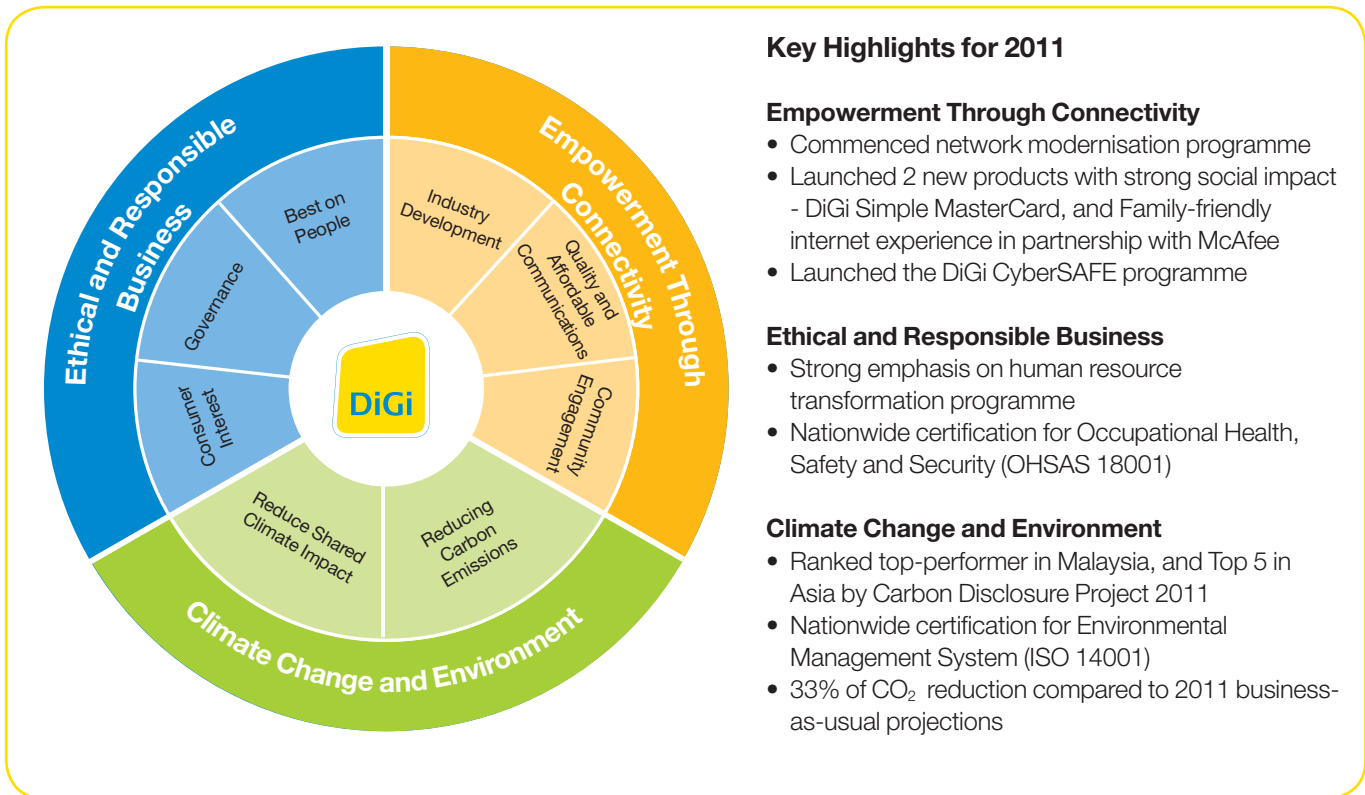 Ethical and Responsible
Business
Empowerment Through
Connectivity
Climate Change and Environment
Best on
People
Governance
Consumer
Interest
Industry
Development
Quality and
Affordable
Communications
Community
Engagement
Reduce Shared
Climate Impact
Reducing
Carbon
Emissions
DiGi
Key Highlights for 2011
Empowerment Through Connectivity
• Commenced network modernisation programme
• Launched 2 new products with strong social impact
- DiGi Simple MasterCard, and Family-friendly
internet experience in partnership with McAfee
• Launched the DiGi CyberSAFE programme
Ethical and Responsible Business
• Strong emphasis on human resource
transformation programme
• Nationwide certification for Occupational Health,
Safety and Security (OHSAS 18001)
Climate Change and Environment
• Ranked top-performer in Malaysia, and Top 5 in
Asia by Carbon Disclosure Project 2011
• Nationwide certification for Environmental
Management System (ISO 14001)
• 33% of CO₂ reduction compared to 2011 business-
as-usual projections